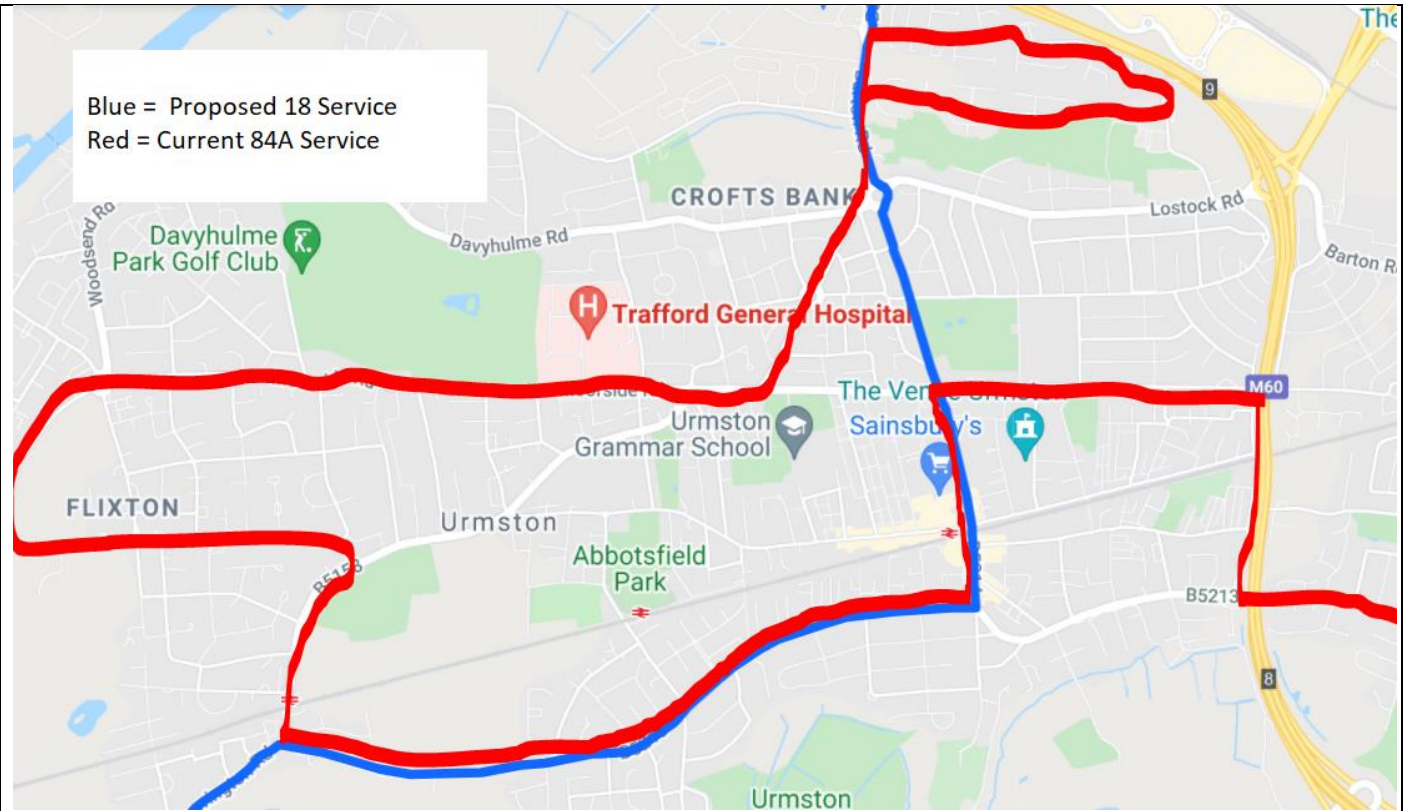 The
Blue = Proposed 18 Service
Red = Current 84A Service
9
CROFTS BANK
Lostock Rd
Woodsend Rd
Davyhulme
Park Golf Club
Davyhulme Rd
Barton R
H
Trafford General Hospital
M60
The Ven Urmston
Urmston
Grammar School
Sainsbury's
FLIXTON
Urmston
Abbotsfield
Park
B5158
B5213
8
Urmston